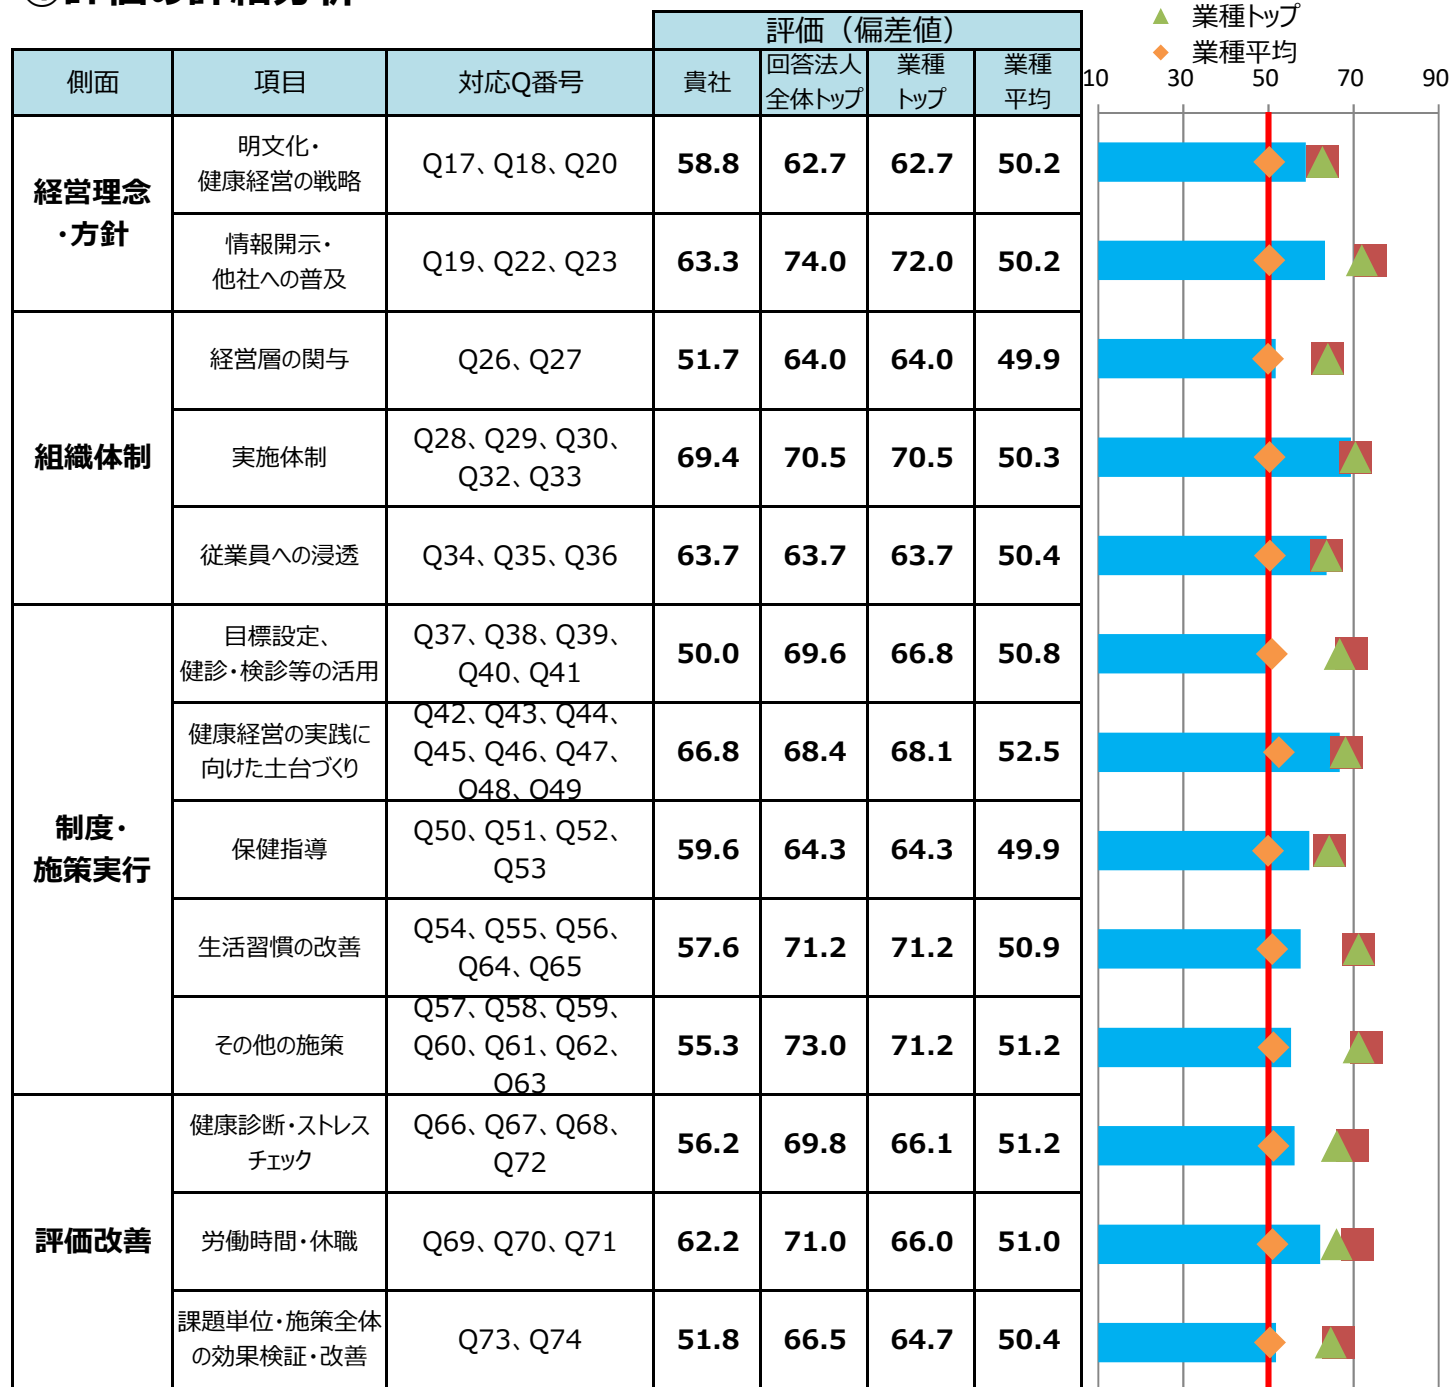 評価の詳細分析
▲ 業種トップ
◆ 業種平均
評価（偏差値）
側面 項目 対応Q番号 貴社 回答法人全体トップ 業種トップ 業種平均
10 30 50 70 90
経営理念・方針
明文化・健康経営の戦略 Q17、Q18、Q20 58.8 62.7 62.7 50.2
情報開示・他社への普及 Q19、Q22、Q23 63.3 74.0 72.0 50.2
組織体制
経営層の関与 Q26、Q27 51.7 64.0 64.0 49.9
実施体制 Q28、Q29、Q30、Q32、Q33 69.4 70.5 70.5 50.3
従業員への浸透 Q34、Q35、Q36 63.7 63.7 63.7 50.4
制度・施策実行
目標設定、健診・検診等の活用 Q37、Q38、Q39、Q40、Q41 50.0 69.6 66.8 50.8
健康経営の実践に向けた土台づくり Q42、Q43、Q44、Q45、Q46、Q47、Q48、Q49 66.8 68.4 68.1 52.5
保健指導 Q50、Q51、Q52、Q53 59.6 64.3 64.3 49.9
生活習慣の改善 Q54、Q55、Q56、Q64、Q65 57.6 71.2 71.2 50.9
その他の施策 Q57、Q58、Q59、Q60、Q61、Q62、Q63 55.3 73.0 71.2 51.2
評価改善
健康診断・ストレスチェック Q66、Q67、Q68、Q72 56.2 69.8 66.1 51.2
労働時間・休職 Q69、Q70、Q71 62.2 71.0 66.0 51.0
課題単位・施策全体の効果検証・改善 Q73、Q74 51.8 66.5 64.7 50.4